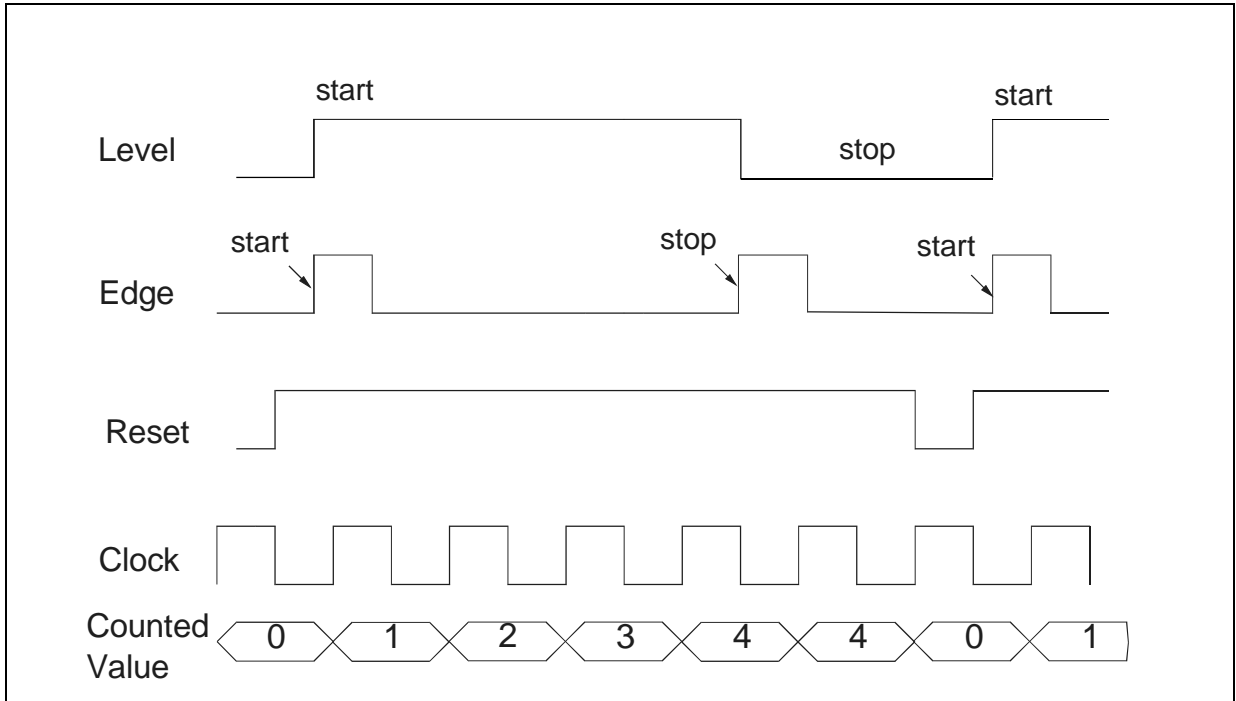 start
start
Level
stop
start
stop
start
Edge
Reset
Clock
Counted
Value
0 1 2 3 4 4 0 1